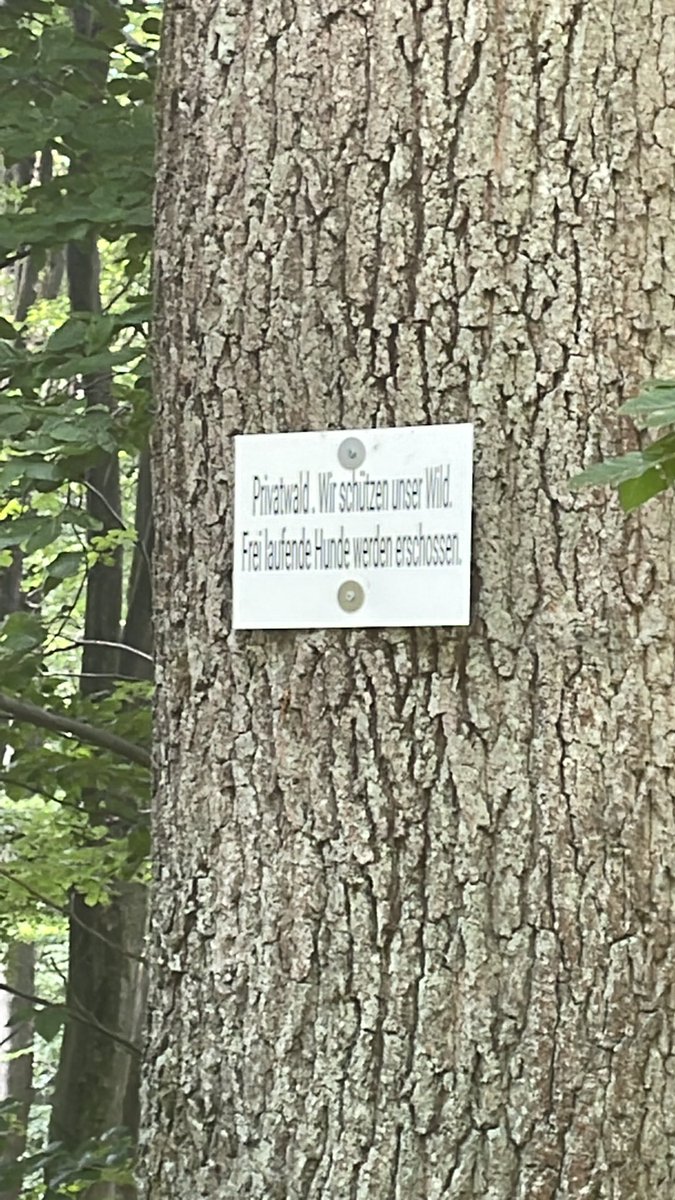 Privatwald. Wir schützen unser Wild.
Frei laufende Hunde werden erschossen.